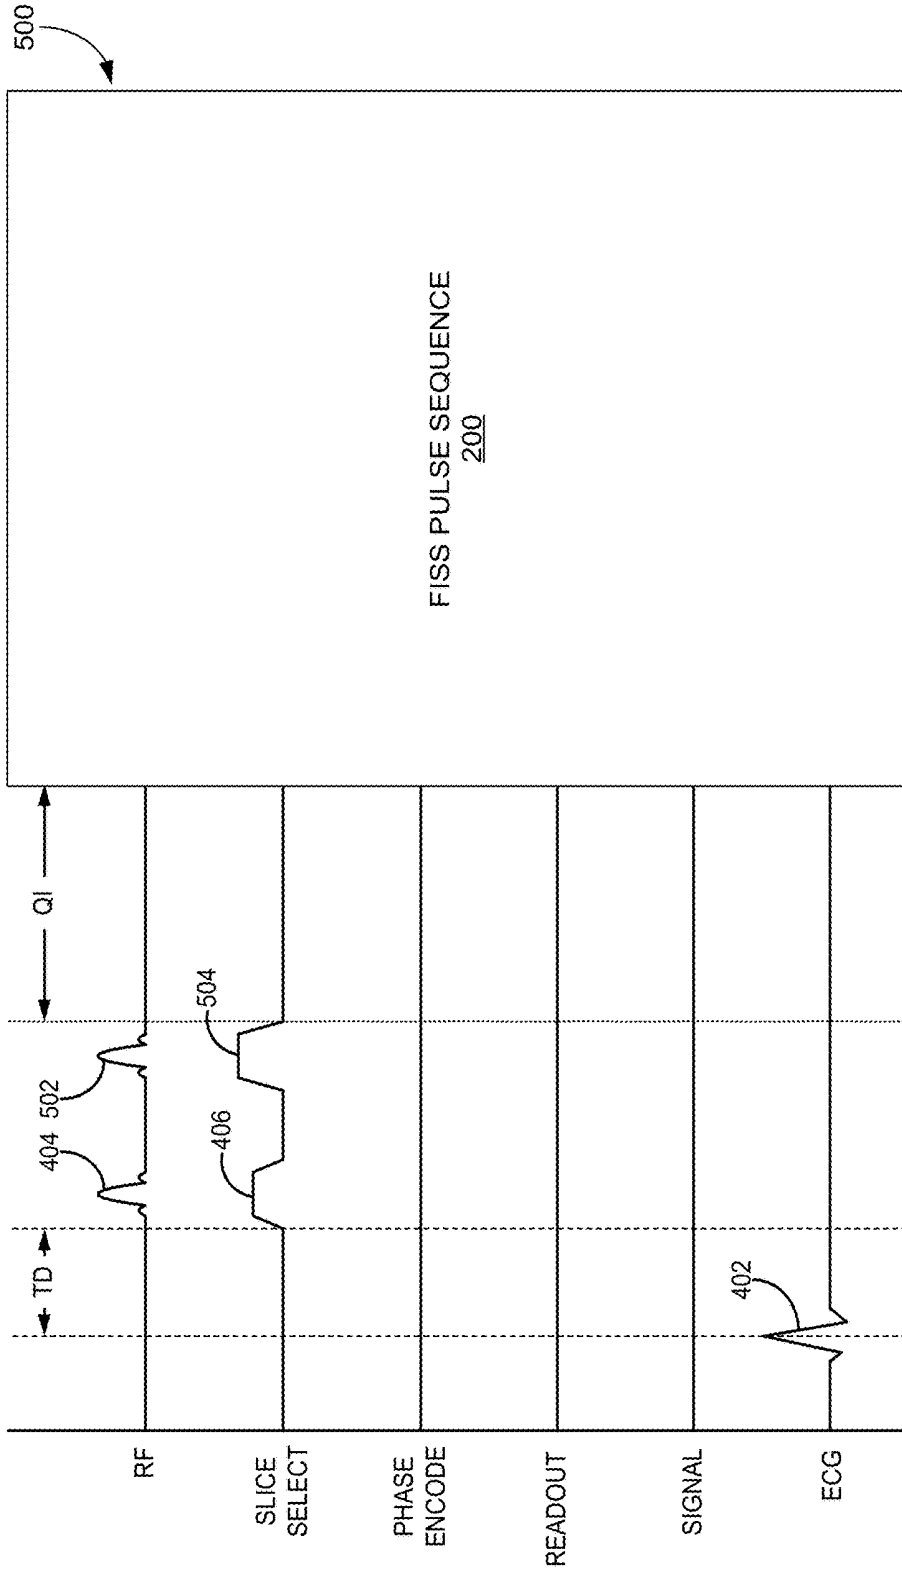 500
TD
QI
404
502
RF
406
504
SLICE
SELECT
FISS PULSE SEQUENCE
200
PHASE
ENCODE
READOUT
SIGNAL
402
ECG